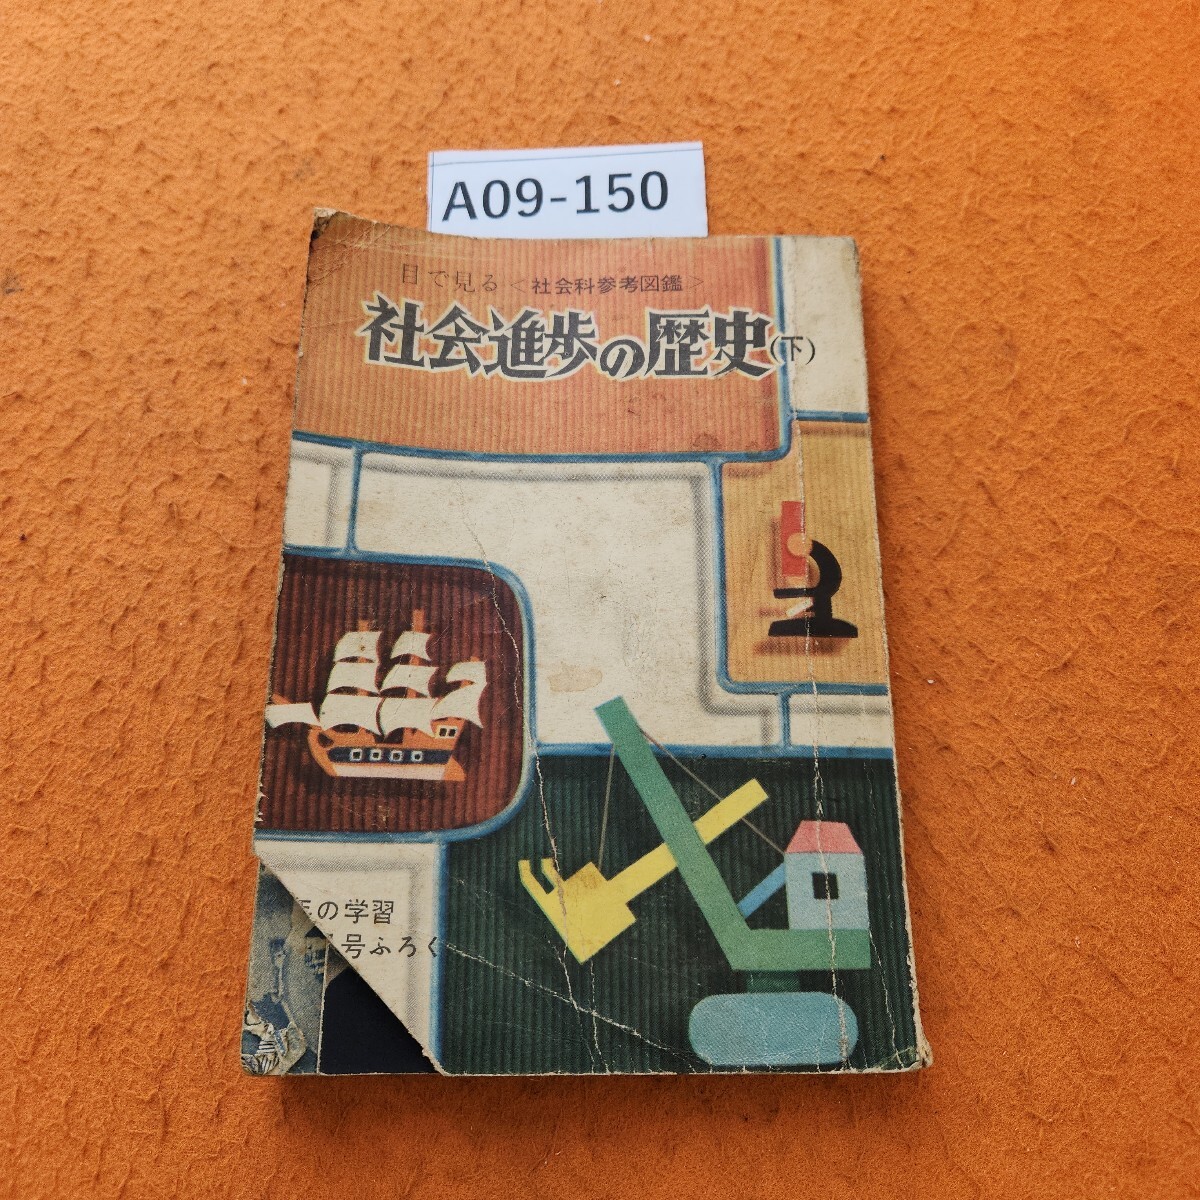 A09-150
目で見る＜社会科参考図鑑＞
社会進歩の歴史(下)
の学習
号ふろく